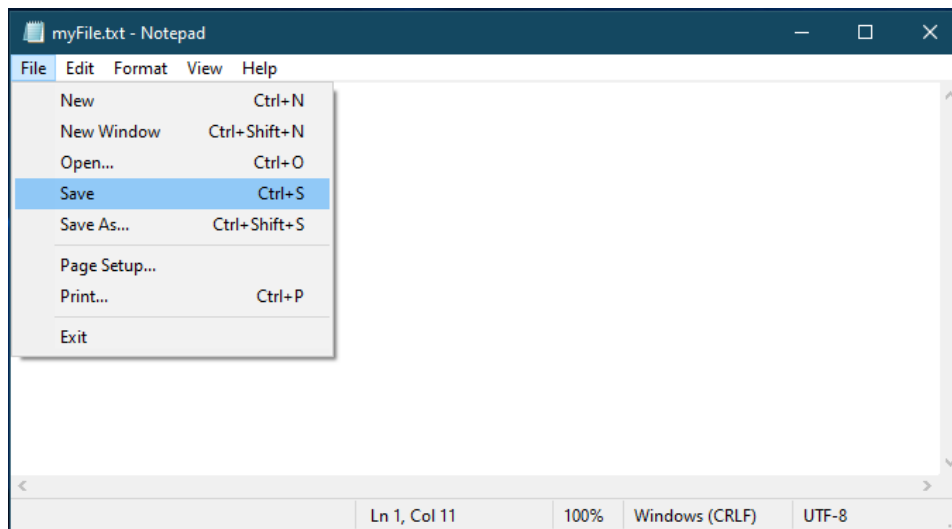 myFile.txt - Notepad
File Edit Format View Help
New Ctrl+N
New Window Ctrl+Shift+N
Open... Ctrl+O
Save Ctrl+S
Save As... Ctrl+Shift+S
Page Setup...
Print... Ctrl+P
Exit
Ln 1, Col 11 100% Windows (CRLF) UTF-8